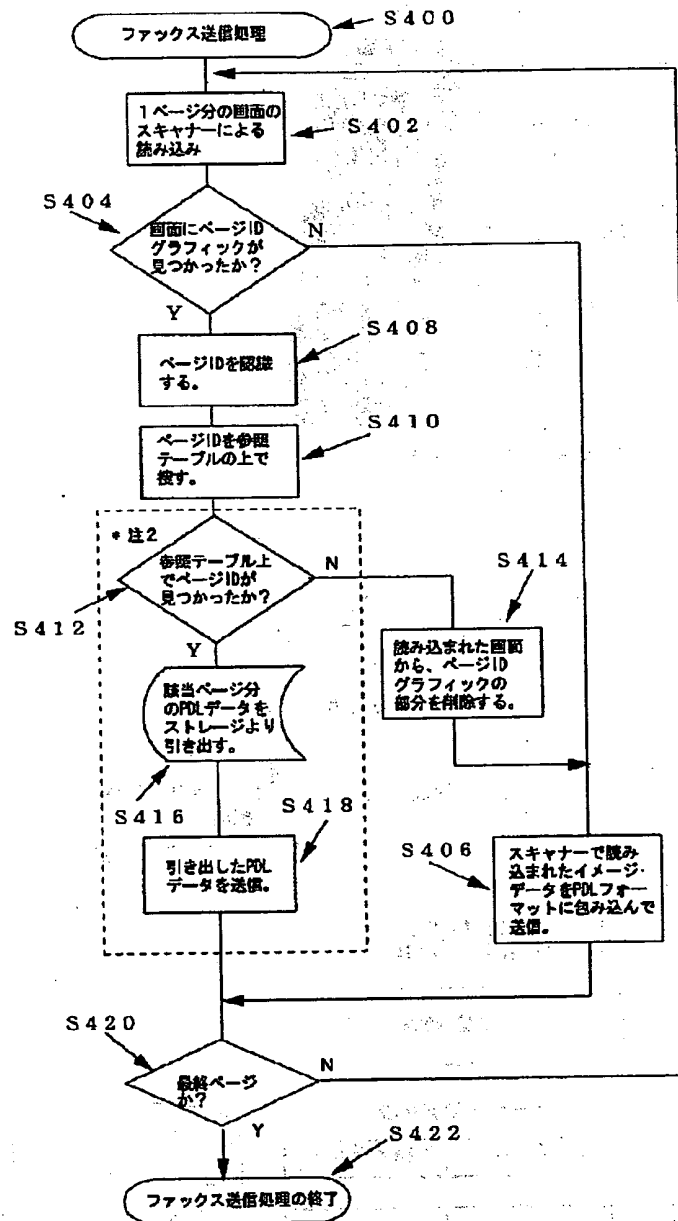 ファックス送信処理
S400
1ページ分の画面の
スキャナーによる
読み込み
S402
S404
画面にページID
グラフィックが
見つかったか?
N
Y
S408
ページIDを認識
する。
S410
ページIDを参照
テーブルの上で
捜す。
*注2
参照テーブル上
でページIDが
見つかったか?
N
S412
Y
S414
読み込まれた画面
から、ページID
グラフィックの
部分を削除する。
該当ページ分
のPDLデータを
ストレージより
引き出す。
S416
S418
引き出したPDL
データを送信。
S406
スキャナーで読み
込まれたイメージ・
データをPDLフォー
マットに包み込んで
送信。
S420
最終ページ
か?
N
Y
S422
ファックス送信処理の終了